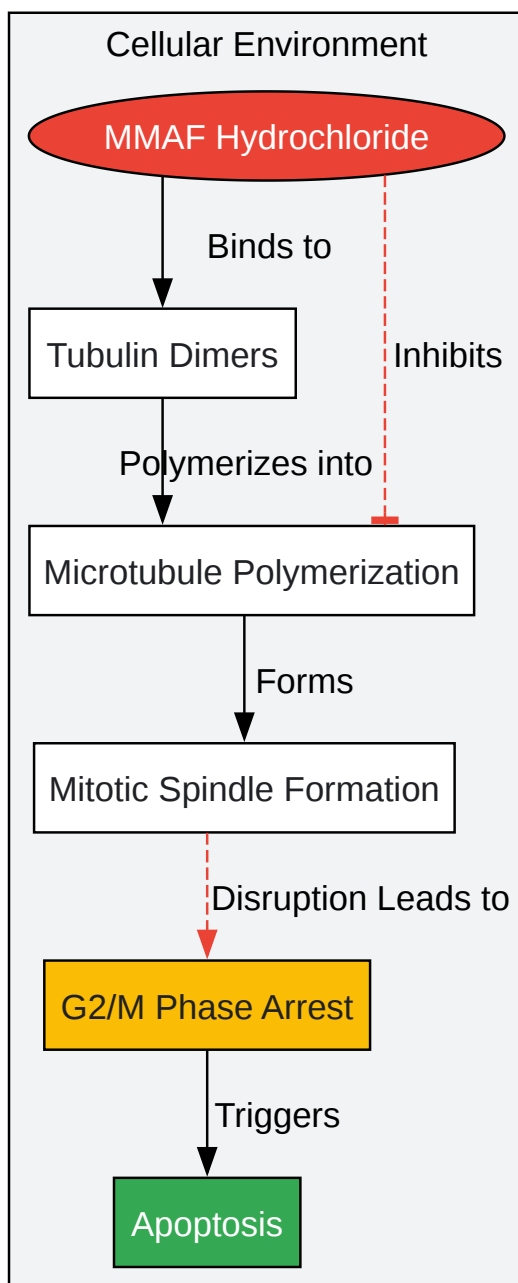 Cellular Environment
MMAF Hydrochloride
Binds to
Tubulin Dimers
Inhibits
Polymerizes into
Microtubule Polymerization
Forms
Mitotic Spindle Formation
Disruption Leads to
G2/M Phase Arrest
Triggers
Apoptosis